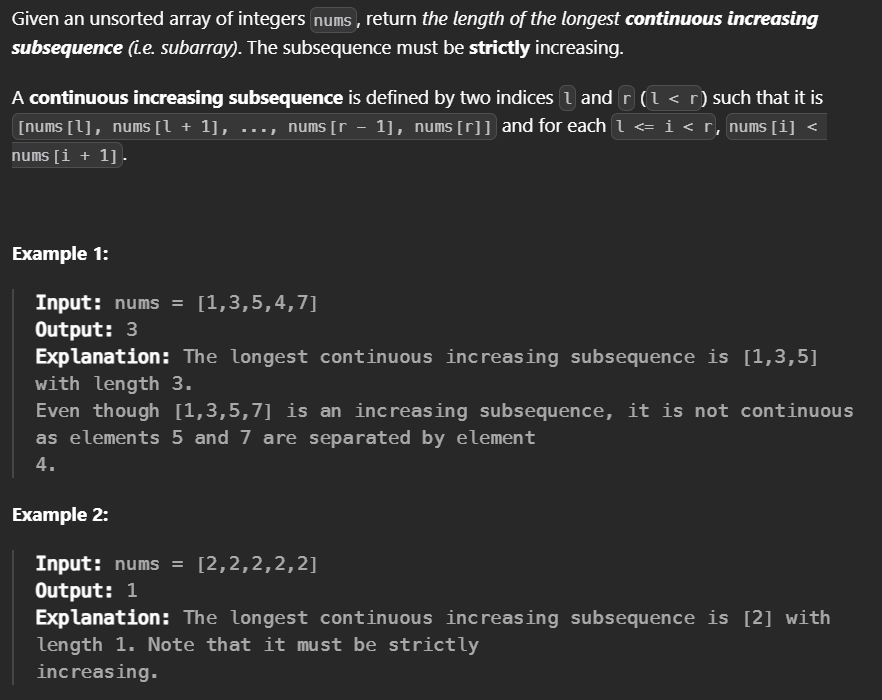 Given an unsorted array of integers nums, return the length of the longest continuous increasing
subsequence (i.e. subarray). The subsequence must be strictly increasing.
A continuous increasing subsequence is defined by two indices l and r (l < r) such that it is
[nums[l], nums[l + 1], ..., nums[r - 1], nums[r]] and for each l <= i < r, nums[i] <
nums[i + 1].
Example 1:
Input: nums = [1,3,5,4,7]
Output: 3
Explanation: The longest continuous increasing subsequence is [1,3,5]
with length 3.
Even though [1,3,5,7] is an increasing subsequence, it is not continuous
as elements 5 and 7 are separated by element
4.
Example 2:
Input: nums = [2,2,2,2,2]
Output: 1
Explanation: The longest continuous increasing subsequence is [2] with
length 1. Note that it must be strictly
increasing.